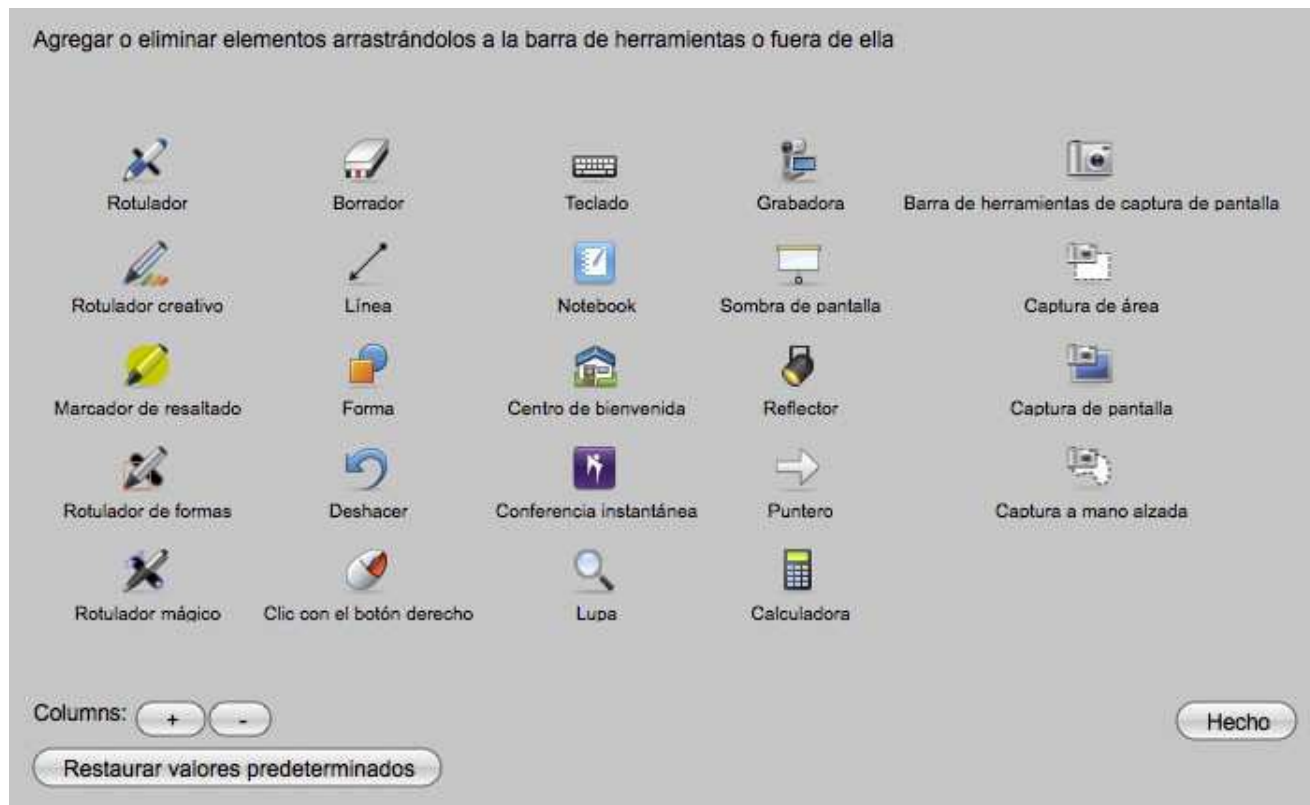 Agregar o eliminar elementos arrastrándolos a la barra de herramientas o fuera de ella
Rotulador
Borrador
Teclado
Grabadora
Barra de herramientas de captura de pantalla
Rotulador creativo
Línea
Notebook
Sombra de pantalla
Captura de área
Marcador de resaltado
Forma
Centro de bienvenida
Reflector
Captura de pantalla
Rotulador de formas
Deshacer
Conferencia instantánea
Puntero
Captura a mano alzada
Rotulador mágico
Clic con el botón derecho
Lupa
Calculadora
Columns: + -
Hecho
Restaurar valores predeterminados